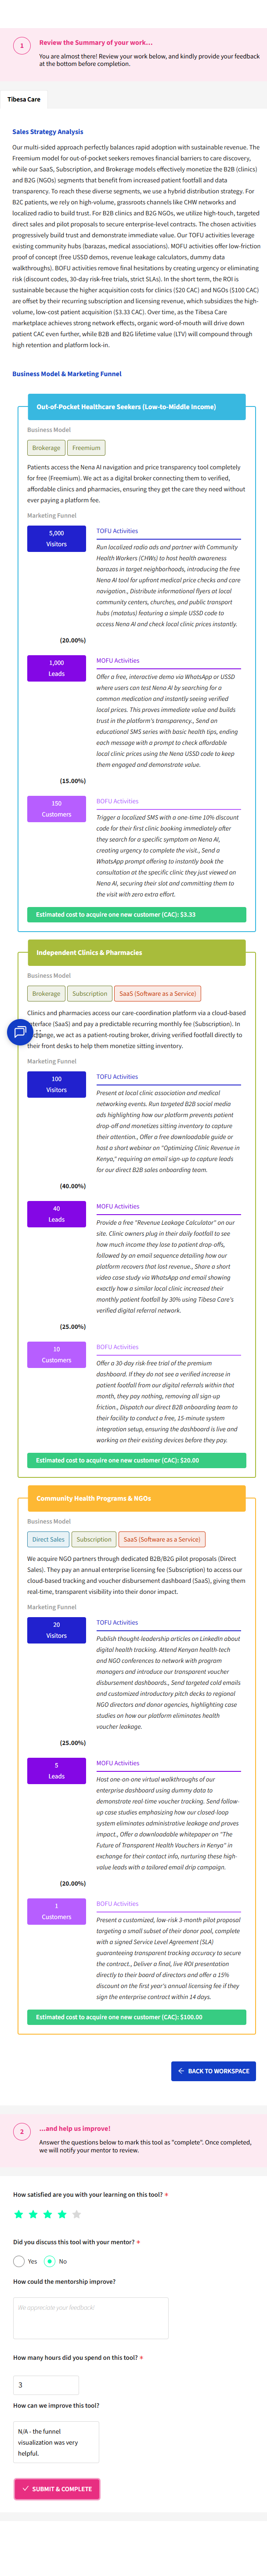 1
Review the Summary of your work...
You are almost there! Review your work below, and kindly provide your feedback
at the bottom before completion.
Tibesa Care
Sales Strategy Analysis
Our multi-sided approach perfectly balances rapid adoption with sustainable revenue. The
Freemium model for out-of-pocket seekers removes financial barriers to care discovery,
while our SaaS, Subscription, and Brokerage models effectively monetize the B2B (clinics)
and B2G (NGOs) segments that benefit from increased patient footfall and data
transparency. To reach these diverse segments, we use a hybrid distribution strategy. For
B2C patients, we rely on high-volume, grassroots channels like CHW networks and
localized radio to build trust. For B2B clinics and B2G NGOs, we utilize high-touch, targeted
direct sales and pilot proposals to secure enterprise-level contracts. The chosen activities
progressively build trust and demonstrate immediate value. Our TOFU activities leverage
existing community hubs (barazas, medical associations). MOFU activities offer low-friction
proof of concept (free USSD demos, revenue leakage calculators, dummy data
walkthroughs). BOFU activities remove final hesitations by creating urgency or eliminating
risk (discount codes, 30-day risk-free trials, strict SLAs). In the short term, the ROI is
sustainable because the higher acquisition costs for clinics ($20 CAC) and NGOs ($100 CAC)
are offset by their recurring subscription and licensing revenue, which subsidizes the high-
volume, low-cost patient acquisition ($3.33 CAC). Over time, as the Tibesa Care
marketplace achieves strong network effects, organic word-of-mouth will drive down
patient CAC even further, while B2B and B2G lifetime value (LTV) will compound through
high retention and platform lock-in.
Business Model & Marketing Funnel
Out-of-Pocket Healthcare Seekers (Low-to-Middle Income)
Business Model
Brokerage Freemium
Patients access the Nena AI navigation and price transparency tool completely
for free (Freemium). We act as a digital broker connecting them to verified,
affordable clinics and pharmacies, ensuring they get the care they need without
ever paying a platform fee.
Marketing Funnel
5,000
Visitors
TOFU Activities
Run localized radio ads and partner with Community
Health Workers (CHWs) to host health awareness
barazas in target neighborhoods, introducing the free
Nena AI tool for upfront medical price checks and care
navigation., Distribute informational flyers at local
community centers, churches, and public transport
hubs (matatus) featuring a simple USSD code to
access Nena AI and check local clinic prices instantly.
(20.00%)
1,000
Leads
MOFU Activities
Offer a free, interactive demo via WhatsApp or USSD
where users can test Nena AI by searching for a
common medication and instantly seeing verified
local prices. This proves immediate value and builds
trust in the platform's transparency., Send an
educational SMS series with basic health tips, ending
each message with a prompt to check affordable
local clinic prices using the Nena USSD code to keep
them engaged and demonstrate value.
(15.00%)
150
Customers
BOFU Activities
Trigger a localized SMS with a one-time 10% discount
code for their first clinic booking immediately after
they search for a specific symptom on Nena AI,
creating urgency to complete the visit., Send a
WhatsApp prompt offering to instantly book the
consultation at the specific clinic they just viewed on
Nena AI, securing their slot and committing them to
the visit with zero extra effort.
Estimated cost to acquire one new customer (CAC): $3.33
Independent Clinics & Pharmacies
Business Model
Brokerage Subscription SaaS (Software as a Service)
Clinics and pharmacies access our care-coordination platform via a cloud-based
(SaaS) and pay a predictable recurring monthly fee (Subscription). In
we act as a patient-routing broker, driving verified footfall directly to
their front desks to help them monetize sitting inventory.
Marketing Funnel
100
Visitors
TOFU Activities
Present at local clinic association and medical
networking events. Run targeted B2B social media
ads highlighting how our platform prevents patient
drop-off and monetizes sitting inventory to capture
their attention., Offer a free downloadable guide or
host a short webinar on "Optimizing Clinic Revenue in
Kenya," requiring an email sign-up to capture leads
for our direct B2B sales onboarding team.
(40.00%)
40
Leads
MOFU Activities
Provide a free "Revenue Leakage Calculator" on our
site. Clinic owners plug in their daily footfall to see
how much income they lose to patient drop-offs,
followed by an email sequence detailing how our
platform recovers that lost revenue., Share a short
video case study via WhatsApp and email showing
exactly how a similar local clinic increased their
monthly patient footfall by 30% using Tibesa Care's
verified digital referral network.
(25.00%)
10
Customers
BOFU Activities
Offer a 30-day risk-free trial of the premium
dashboard. If they do not see a verified increase in
patient footfall from our digital referrals within that
month, they pay nothing, removing all sign-up
friction., Dispatch our direct B2B onboarding team to
their facility to conduct a free, 15-minute system
integration setup, ensuring the dashboard is live and
working on their existing devices before they pay.
Estimated cost to acquire one new customer (CAC): $20.00
Community Health Programs & NGOs
Business Model
Direct Sales Subscription SaaS (Software as a Service)
We acquire NGO partners through dedicated B2B/B2G pilot proposals (Direct
Sales). They pay an annual enterprise licensing fee (Subscription) to access our
cloud-based tracking and voucher disbursement dashboard (SaaS), giving them
real-time, transparent visibility into their donor impact.
Marketing Funnel
20
Visitors
TOFU Activities
Publish thought-leadership articles on LinkedIn about
digital health tracking. Attend Kenyan health tech
and NGO conferences to network with program
managers and introduce our transparent voucher
disbursement dashboards., Send targeted cold emails
and customized introductory pitch decks to regional
NGO directors and donor agencies, highlighting case
studies on how our platform eliminates health
voucher leakage.
(25.00%)
5
Leads
MOFU Activities
Host one-on-one virtual walkthroughs of our
enterprise dashboard using dummy data to
demonstrate real-time voucher tracking. Send follow-
up case studies emphasizing how our closed-loop
system eliminates administrative leakage and proves
impact., Offer a downloadable whitepaper on "The
Future of Transparent Health Vouchers in Kenya" in
exchange for their contact info, nurturing these high-
value leads with a tailored email drip campaign.
(20.00%)
1
Customers
BOFU Activities
Present a customized, low-risk 3-month pilot proposal
targeting a small subset of their donor pool, complete
with a signed Service Level Agreement (SLA)
guaranteeing transparent tracking accuracy to secure
the contract., Deliver a final, live ROI presentation
directly to their board of directors and offer a 15%
discount on the first year's annual licensing fee if they
sign the enterprise contract within 14 days.
Estimated cost to acquire one new customer (CAC): $100.00
BACK TO WORKSPACE
2
...and help us improve!
Answer the questions below to mark this tool as "complete". Once completed,
we will notify your mentor to review.
How satisfied are you with your learning on this tool? *
Did you discuss this tool with your mentor? *
Yes No
How could the mentorship improve?
We appreciate your feedback!
How many hours did you spend on this tool? *
3
How can we improve this tool?
N/A - the funnel
visualization was very
helpful.
SUBMIT & COMPLETE